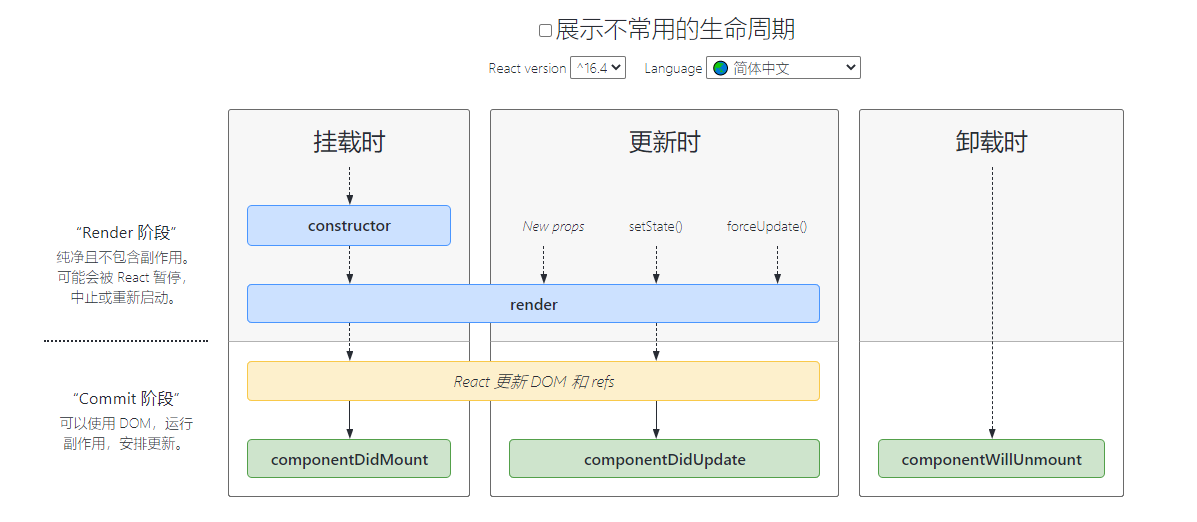 展示不常用的生命周期
React version ^16.4 Language 简体中文
挂载时 更新时 卸载时
constructor
New props setState() forceUpdate()
“Render 阶段”
纯净且不包含副作用。
可能会被 React 暂停，
中止或重新启动。
render
React 更新 DOM 和 refs
“Commit 阶段”
可以使用 DOM，运行
副作用，安排更新。
componentDidMount componentDidUpdate componentWillUnmount